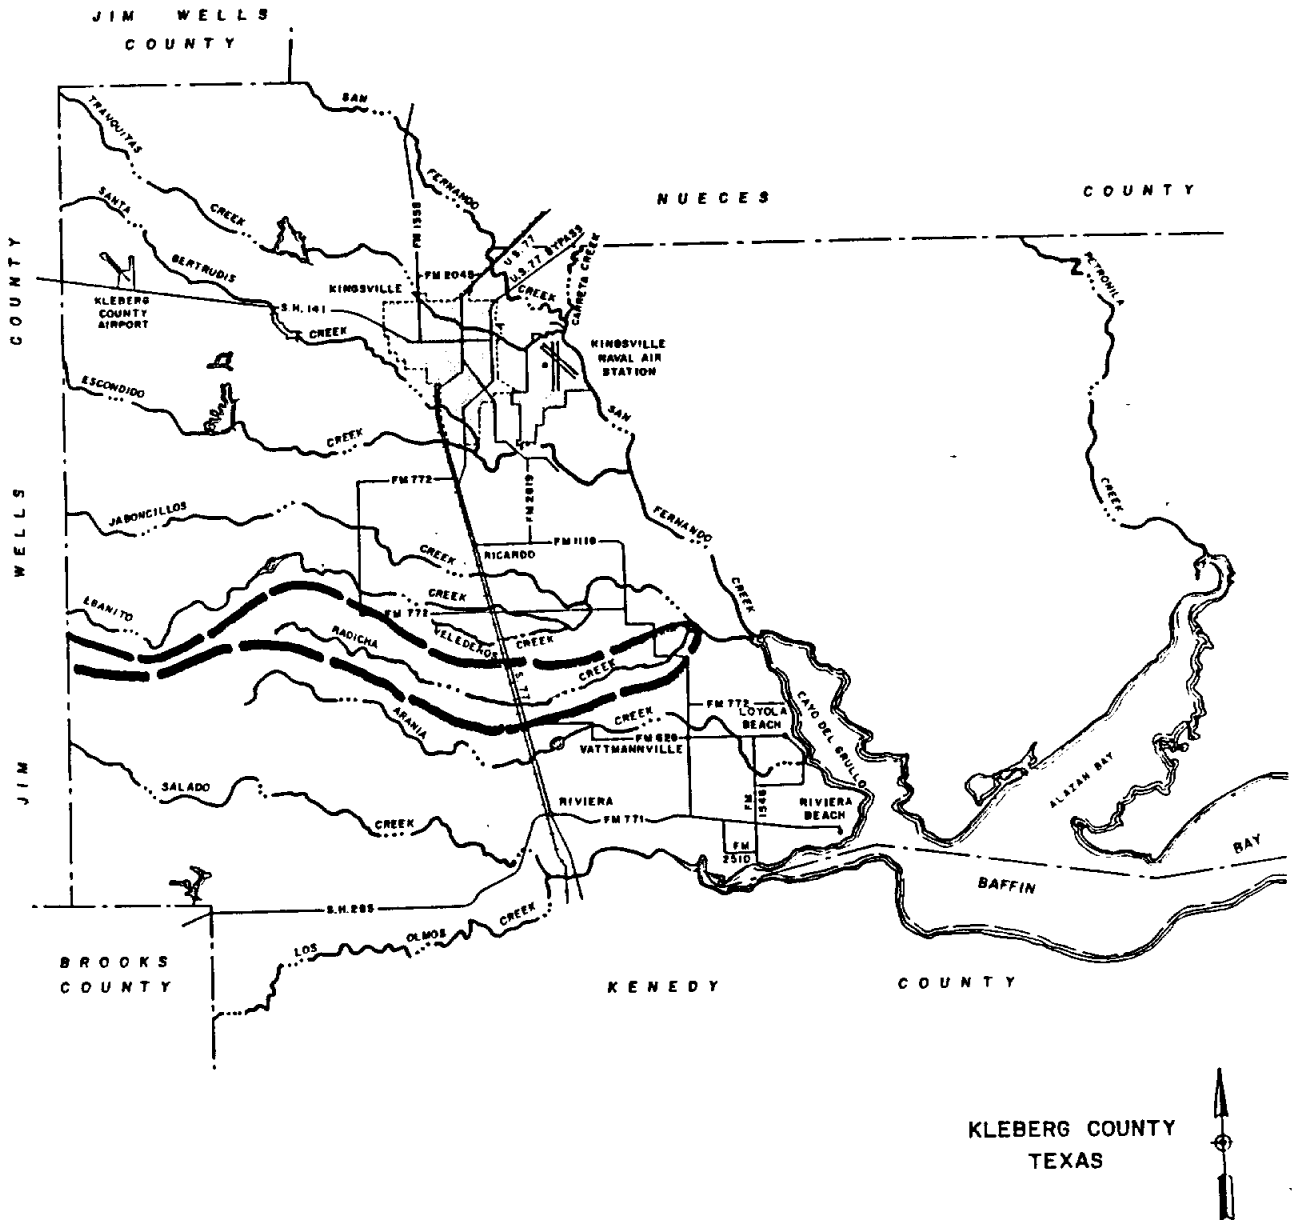 JIM WELLS
COUNTY
SAN
TRANQUITAS
FERNANDO
NUECES
COUNTY
SANTA
CREEK
FM 1355
U.S. 77
U.S. 77 BYPASS
CARRETA CREEK
PETRONILA
COUNTY
BERTRUDIS
FM 2045
KINGSVILLE
CREEK
KLEBERG
COUNTY
AIRPORT
S.H. 141
CREEK
KINGSVILLE
NAVAL AIR
STATION
ESCONDIDO
SAN
CREEK
FM 772
FM 2619
CREEK
WELLS
JABONCILLOS
FERNANDO
CREEK
RICARDO
FM 1118
EBANITO
CREEK
FM 772
CREEK
RADICHA
VELEDEROS
CREEK
CREEK
S. 77
CAYO DEL GRULLO
ARANIA
CREEK
FM 772
LOYOLA
BEACH
FM 628
VATTMANNVILLE
ALAZAN BAY
JIM
SALADO
RIVIERA
FM
1546
RIVIERA
BEACH
CREEK
FM 771
FM
2510
BAY
BAFFIN
S.H. 285
CREEK
LOS
OLMOS
BROOKS
COUNTY
KENEDY
COUNTY
KLEBERG COUNTY
TEXAS